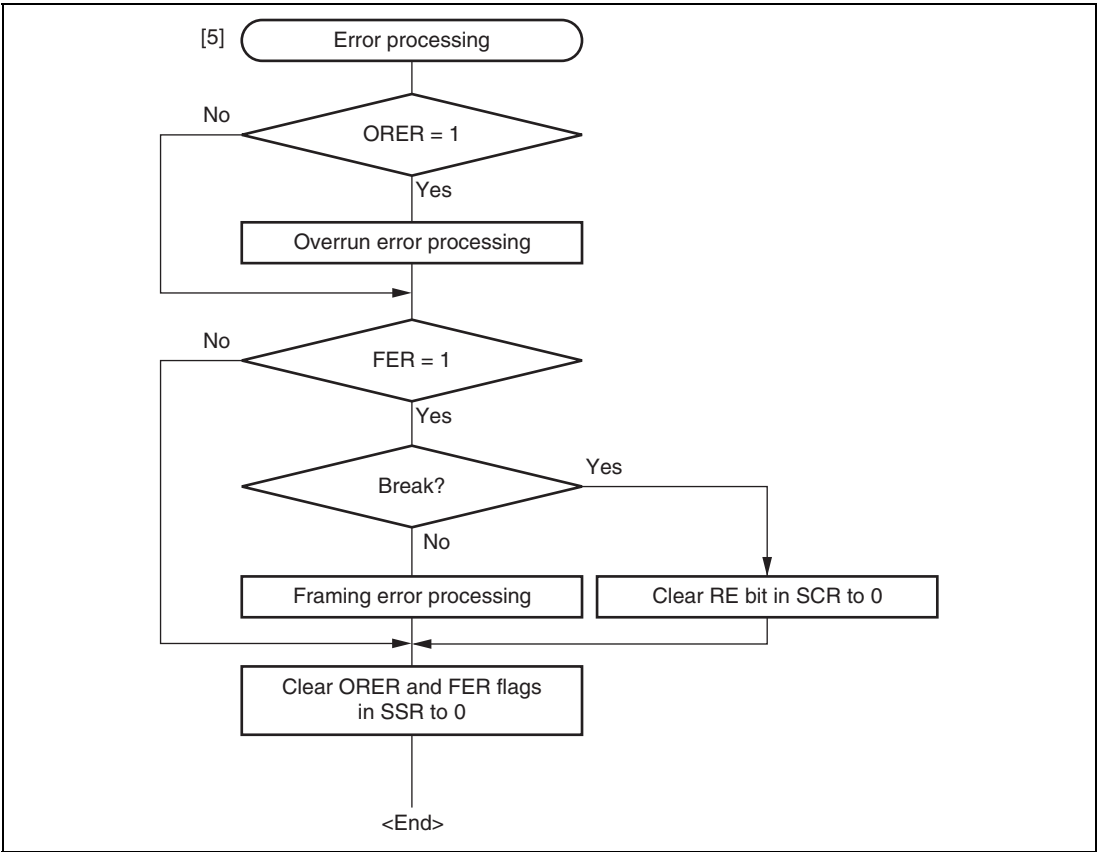 [5]
Error processing
No
ORER = 1
Yes
Overrun error processing
No
FER = 1
Yes
Break?
Yes
No
Framing error processing
Clear RE bit in SCR to 0
Clear ORER and FER flags
in SSR to 0
<End>